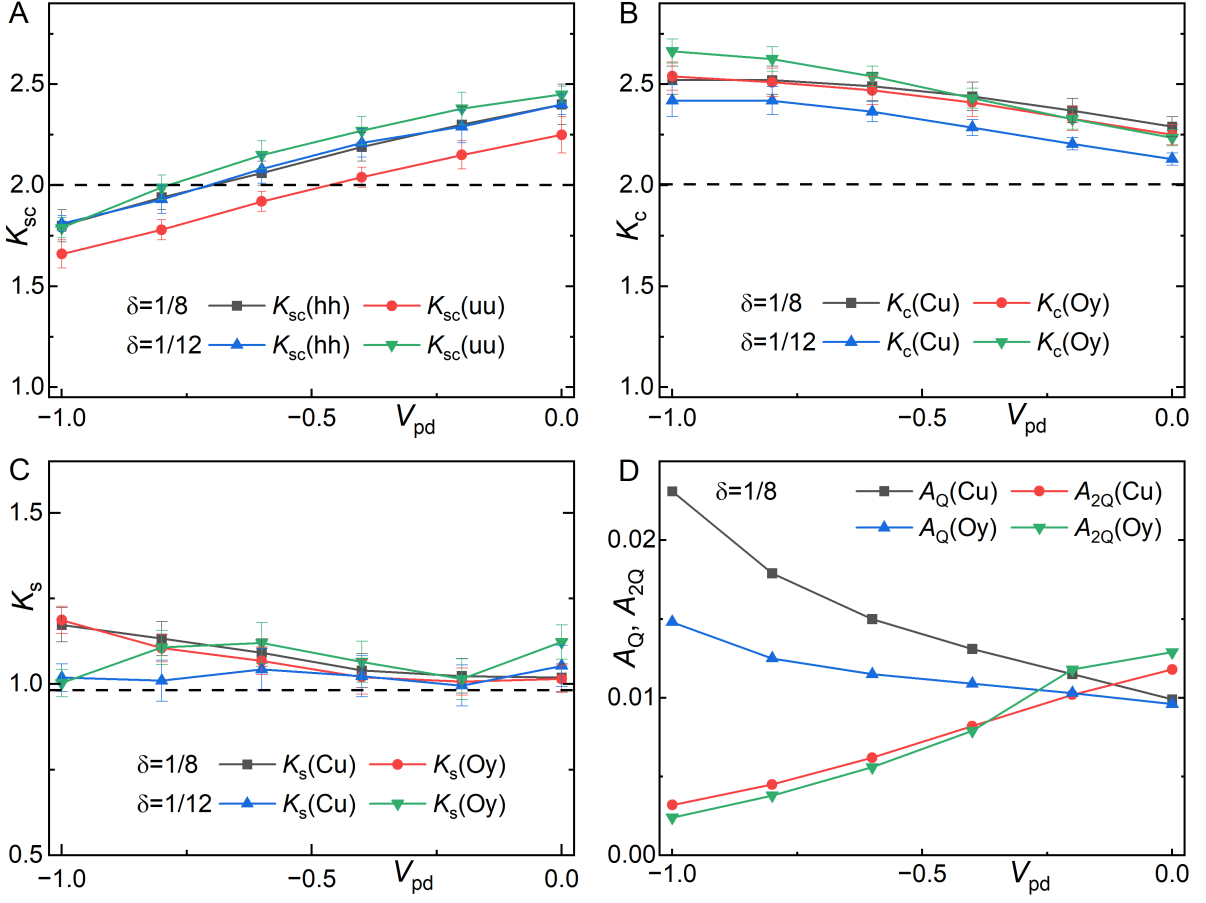 A
2.5
2.0
1.5
1.0
K_sc
δ=1/8 K_sc(hh) K_sc(uu)
δ=1/12 K_sc(hh) K_sc(uu)
−1.0 −0.5 0.0
V_pd
B
2.5
2.0
1.5
1.0
K_c
δ=1/8 K_c(Cu) K_c(Oy)
δ=1/12 K_c(Cu) K_c(Oy)
−1.0 −0.5 0.0
V_pd
C
1.5
1.0
0.5
K_s
δ=1/8 K_s(Cu) K_s(Oy)
δ=1/12 K_s(Cu) K_s(Oy)
−1.0 −0.5 0.0
V_pd
D
δ=1/8 A_Q(Cu) A_2Q(Cu)
A_Q(Oy) A_2Q(Oy)
0.02
0.01
0.00
A_Q, A_2Q
−1.0 −0.5 0.0
V_pd